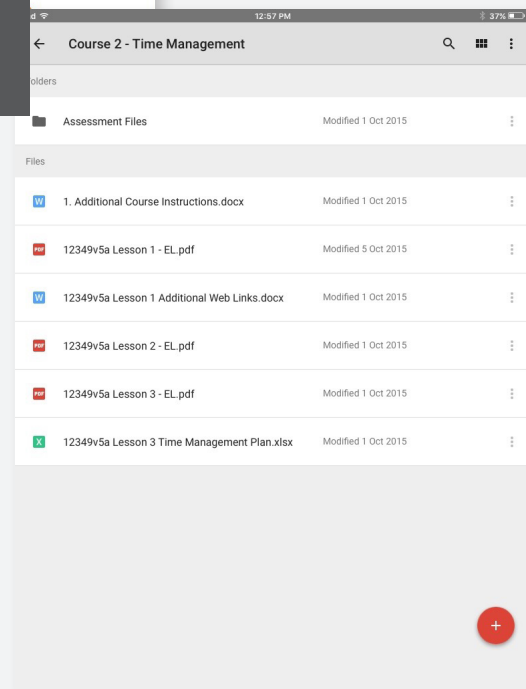 12:57 PM 37%
Course 2 - Time Management
olders
Assessment Files Modified 1 Oct 2015
Files
W 1. Additional Course Instructions.docx Modified 1 Oct 2015
PDF 12349v5a Lesson 1 - EL.pdf Modified 5 Oct 2015
W 12349v5a Lesson 1 Additional Web Links.docx Modified 1 Oct 2015
PDF 12349v5a Lesson 2 - EL.pdf Modified 1 Oct 2015
PDF 12349v5a Lesson 3 - EL.pdf Modified 1 Oct 2015
X 12349v5a Lesson 3 Time Management Plan.xlsx Modified 1 Oct 2015